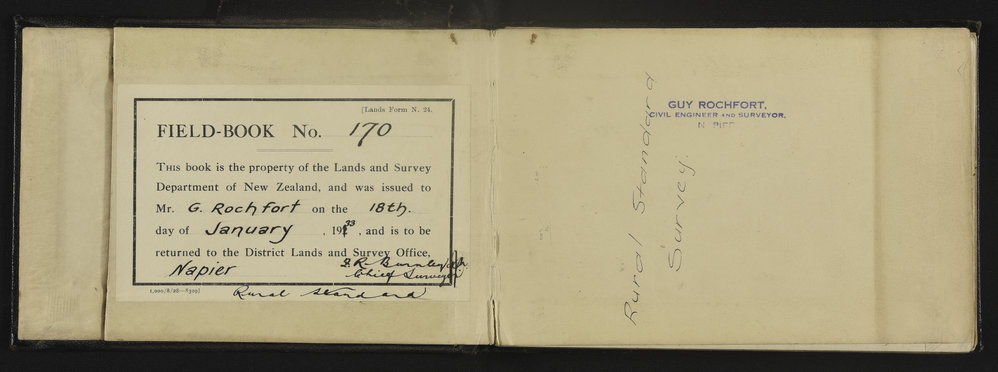 [Lands Form N. 24.
FIELD-BOOK No. 170
THIS book is the property of the Lands and Survey
Department of New Zealand, and was issued to
Mr. G. Rochfort on the 18th.
day of January, 1933, and is to be
returned to the District Lands and Survey Office,
Napier
Chief Surveyor
Rural Standard
GUY ROCHFORT,
CIVIL ENGINEER AND SURVEYOR,
Rural Standard
Survey.